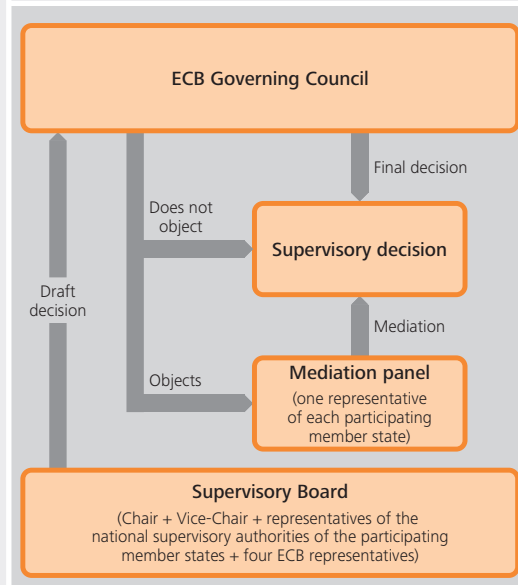 ECB Governing Council
Final decision
Does not
object
Supervisory decision
Draft
decision
Mediation
Objects
Mediation panel
(one representative
of each participating
member state)
Supervisory Board
(Chair + Vice-Chair + representatives of the
national supervisory authorities of the participating
member states + four ECB representatives)